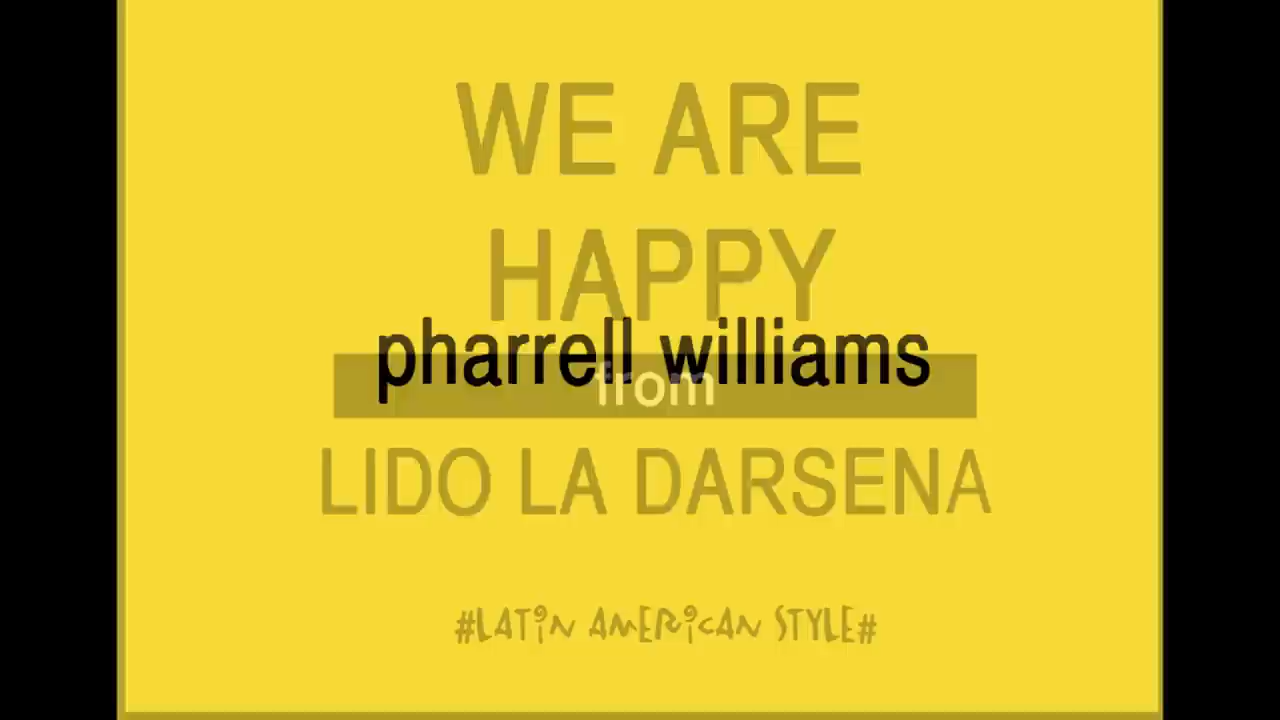 WE ARE
HAPPY
pharrell williams
from
LIDO LA DARSENA
#LATiN AMERiCAN STYLE#